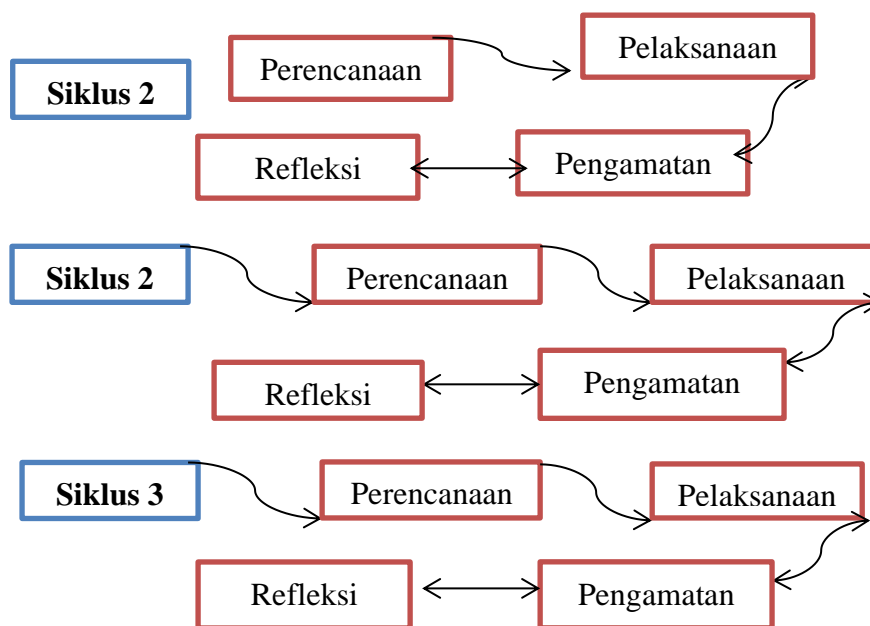 Siklus 2
Perencanaan
Pelaksanaan
Refleksi
Pengamatan
Siklus 2
Perencanaan
Pelaksanaan
Refleksi
Pengamatan
Siklus 3
Perencanaan
Pelaksanaan
Refleksi
Pengamatan